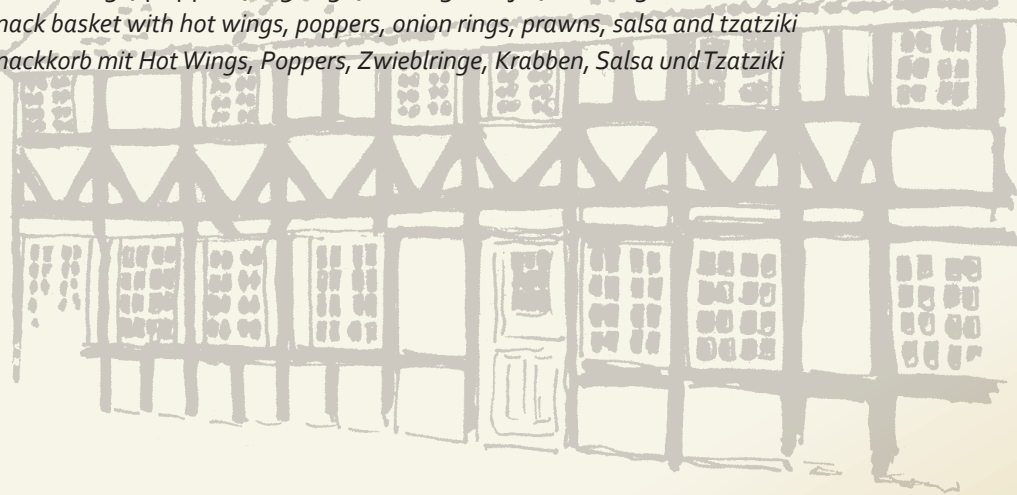 nack basket with hot wings, poppers, onion rings, prawns, salsa and tzatziki
nackkorb mit Hot Wings, Poppers, Zwieblringe, Krabben, Salsa und Tzatziki